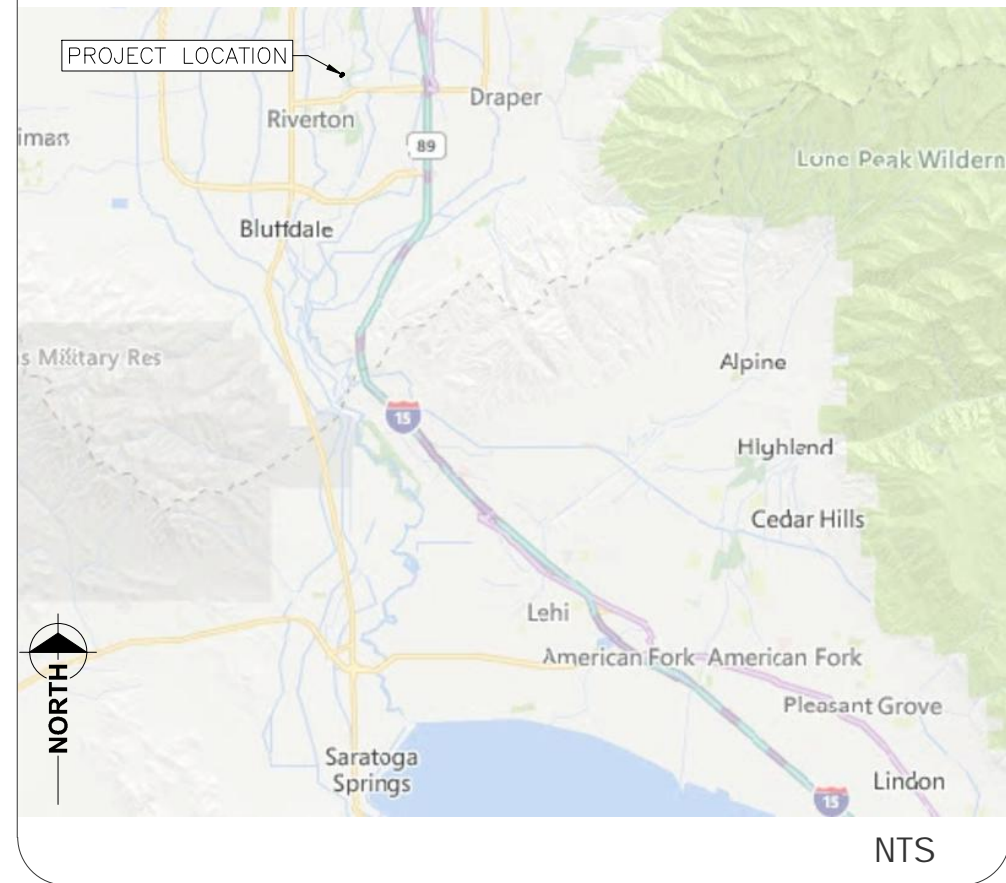 PROJECT LOCATION
Draper
Riverton
89
Lone Peak Wildern
Bluffdale
s Military Res
Alpine
15
Highland
Cedar Hills
Lehi
American Fork American Fork
NORTH
Pleasant Grove
Saratoga
Springs
Lindon
15
NTS